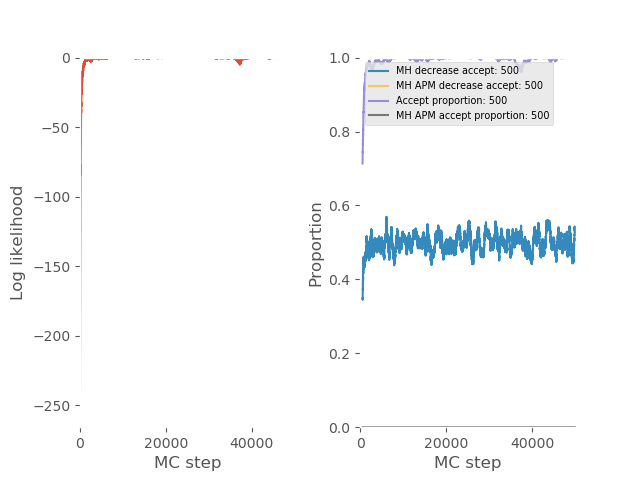 0
−50
−100
−150
−200
−250
Log likelihood
0
20000
40000
MC step
1.0
0.8
0.6
0.4
0.2
0.0
Proportion
MH decrease accept: 500
MH APM decrease accept: 500
Accept proportion: 500
MH APM accept proportion: 500
0
20000
40000
MC step